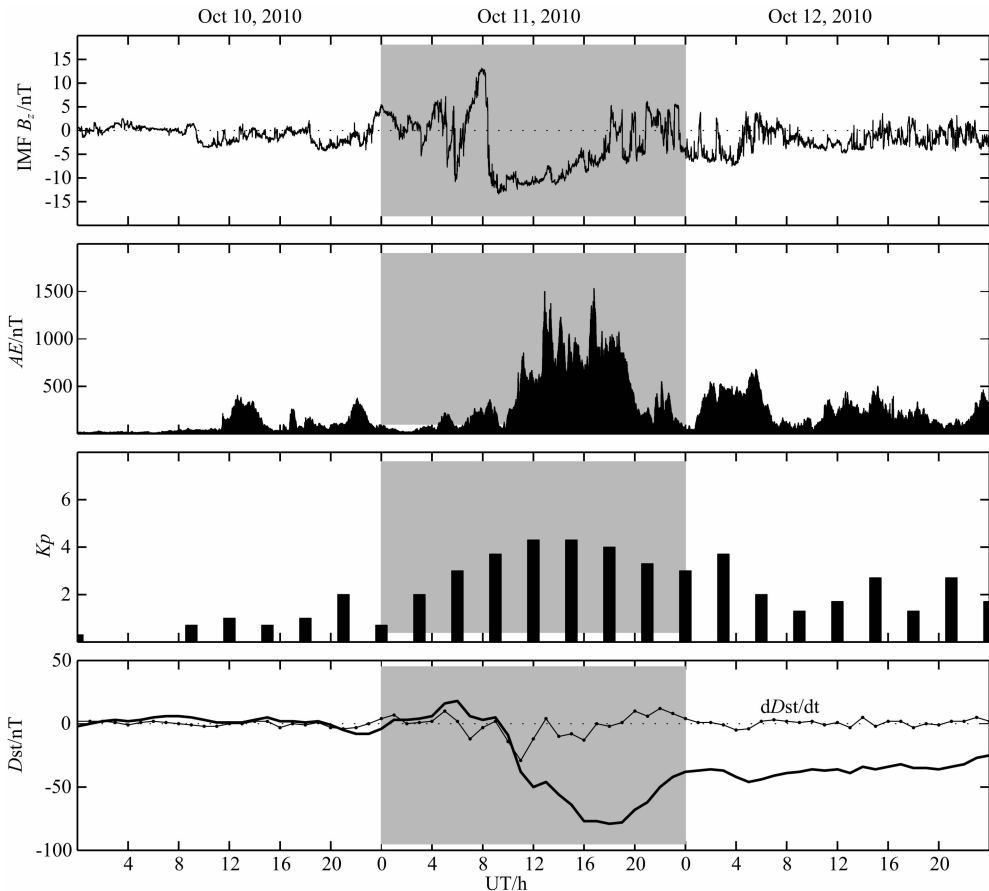 Oct 10, 2010 Oct 11, 2010 Oct 12, 2010
15
10
5
0
-5
-10
-15
IMF Bz/nT
1500
1000
500
AE/nT
6
4
2
Kp
50
0
-50
-100
Dst/nT
dDst/dt
4 8 12 16 20 0 4 8 12 16 20 0 4 8 12 16 20
UT/h